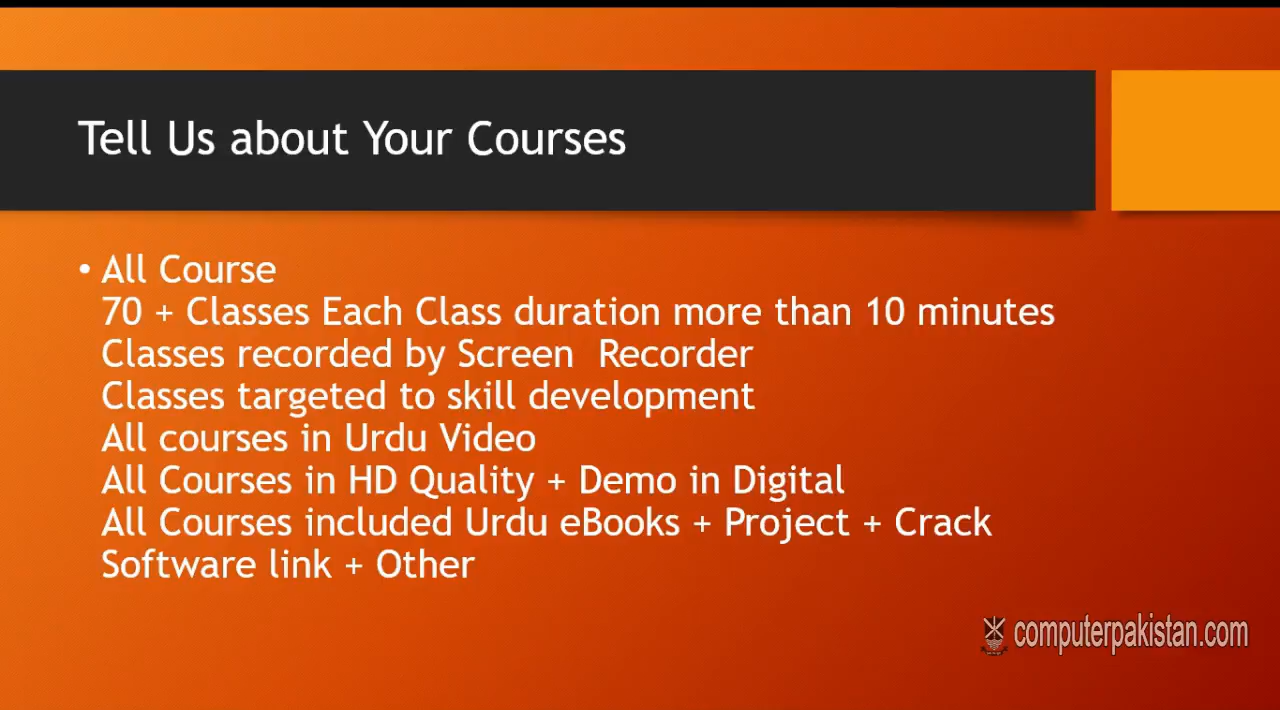 Tell Us about Your Courses
• All Course
70 + Classes Each Class duration more than 10 minutes
Classes recorded by Screen  Recorder
Classes targeted to skill development
All courses in Urdu Video
All Courses in HD Quality + Demo in Digital
All Courses included Urdu eBooks + Project + Crack
Software link + Other
computerpakistan.com